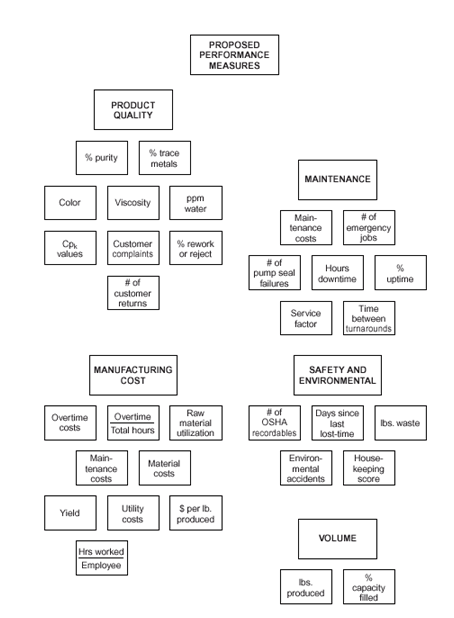 PROPOSED
PERFORMANCE
MEASURES
PRODUCT
QUALITY
% purity
% trace
metals
Color
Viscosity
ppm
water
Cpk
values
Customer
complaints
% rework
or reject
# of
customer
returns
MAINTENANCE
Main-
tenance
costs
# of
emergency
jobs
# of
pump seal
failures
Hours
downtime
%
uptime
Service
factor
Time
between
turnarounds
MANUFACTURING
COST
Overtime
costs
Overtime
Total hours
Raw
material
utilization
Main-
tenance
costs
Material
costs
Yield
Utility
costs
$ per lb.
produced
Hrs worked
Employee
SAFETY AND
ENVIRONMENTAL
# of
OSHA
recordables
Days since
last
lost-time
lbs. waste
Environ-
mental
accidents
House-
keeping
score
VOLUME
lbs.
produced
%
capacity
filled